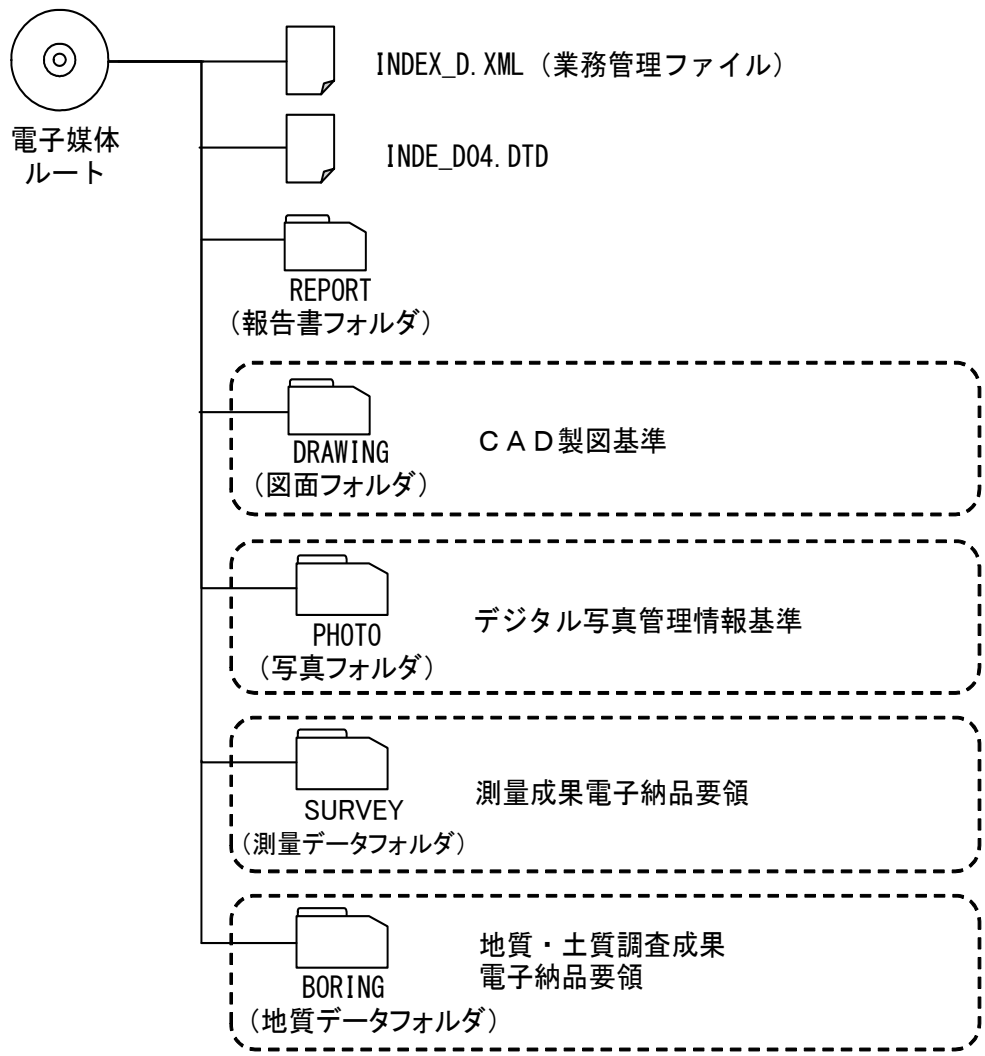 INDEX_D.XML（業務管理ファイル）
電子媒体
ルート
INDE_D04.DTD
REPORT
（報告書フォルダ）
DRAWING
（図面フォルダ）
ＣＡＤ製図基準
PHOTO
（写真フォルダ）
デジタル写真管理情報基準
SURVEY
（測量データフォルダ）
測量成果電子納品要領
BORING
（地質データフォルダ）
地質・土質調査成果
電子納品要領